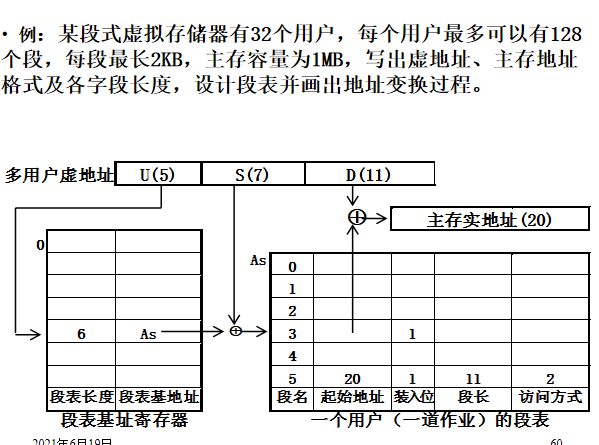 · 例：某段式虚拟存储器有32个用户，每个用户最多可以有128
个段，每段最长2KB，主存容量为1MB，写出虚地址、主存地址
格式及各字段长度，设计段表并画出地址变换过程。
多用户虚地址 U(5) S(7) D(11)
主存实地址(20)
0
As
0
1
2
6 As 3 1
4
5 20 1 11 2
段表长度 段表基地址 段名 起始地址 装入位 段长 访问方式
段表基址寄存器 一个用户（一道作业）的段表
2021年6月19日 60